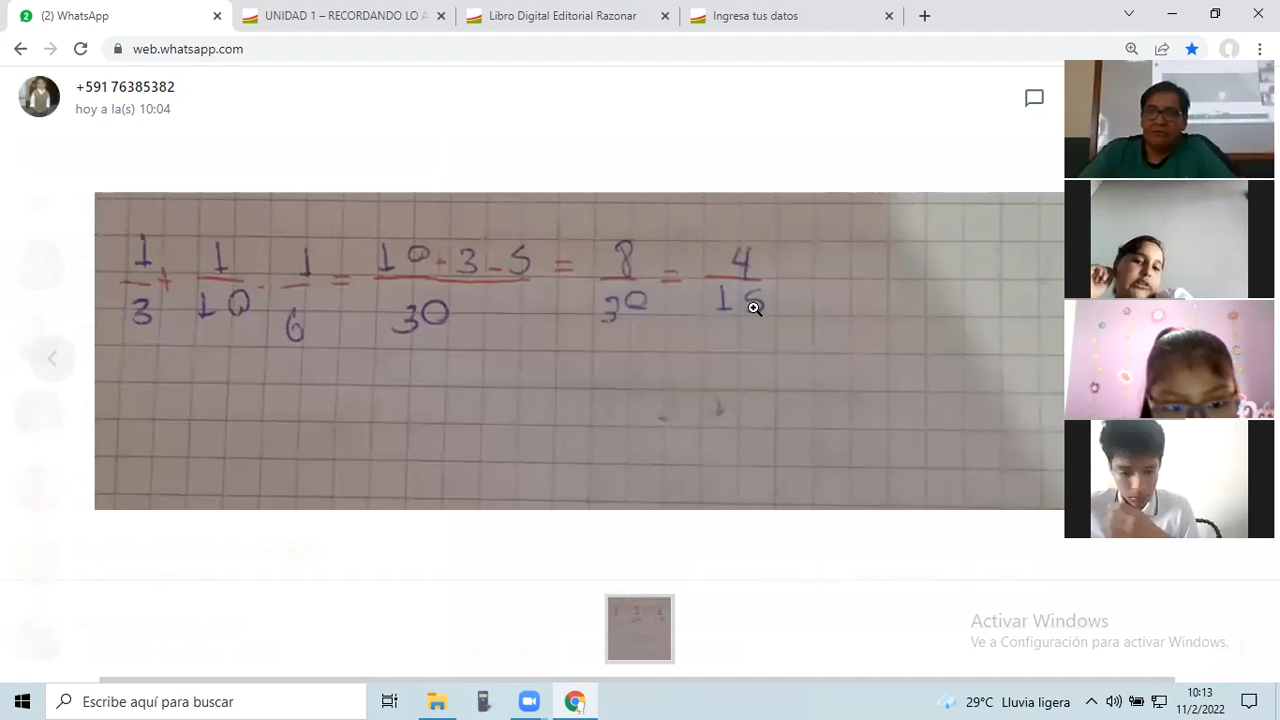 (2) WhatsApp
UNIDAD 1 – RECORDANDO LO A
Libro Digital Editorial Razonar
Ingresa tus datos
web.whatsapp.com
+591 76385382
hoy a la(s) 10:04
1/3 + 1/10 - 1/6 = 10 + 3 - 5 / 30 = 8/30 = 4/15
Activar Windows
Ve a Configuración para activar Windows.
Escribe aquí para buscar
29°C Lluvia ligera
10:13
11/2/2022